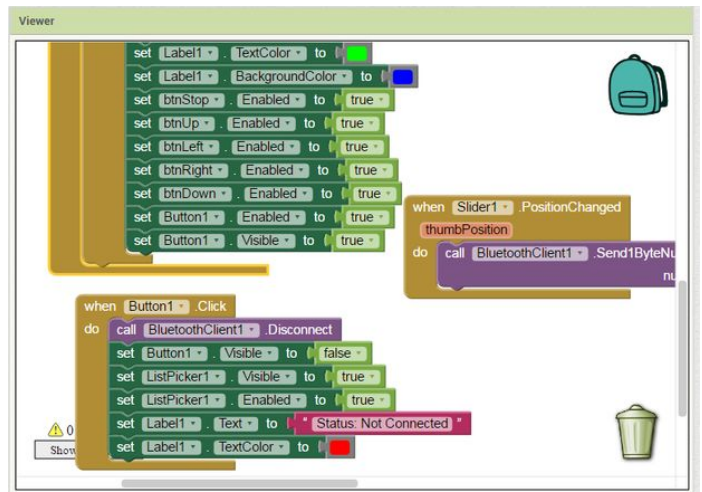 Viewer
set Label1 . TextColor to
set Label1 . BackgroundColor to
set btnStop . Enabled to true
set btnUp . Enabled to true
set btnLeft . Enabled to true
set btnRight . Enabled to true
set btnDown . Enabled to true
set Button1 . Enabled to true
set Button1 . Visible to true
when Slider1 .PositionChanged
thumbPosition
do call BluetoothClient1 .Send1ByteNu
nu
when Button1 .Click
do call BluetoothClient1 .Disconnect
set Button1 . Visible to false
set ListPicker1 . Visible to true
set ListPicker1 . Enabled to true
set Label1 . Text to " Status: Not Connected "
set Label1 . TextColor to
0
Show